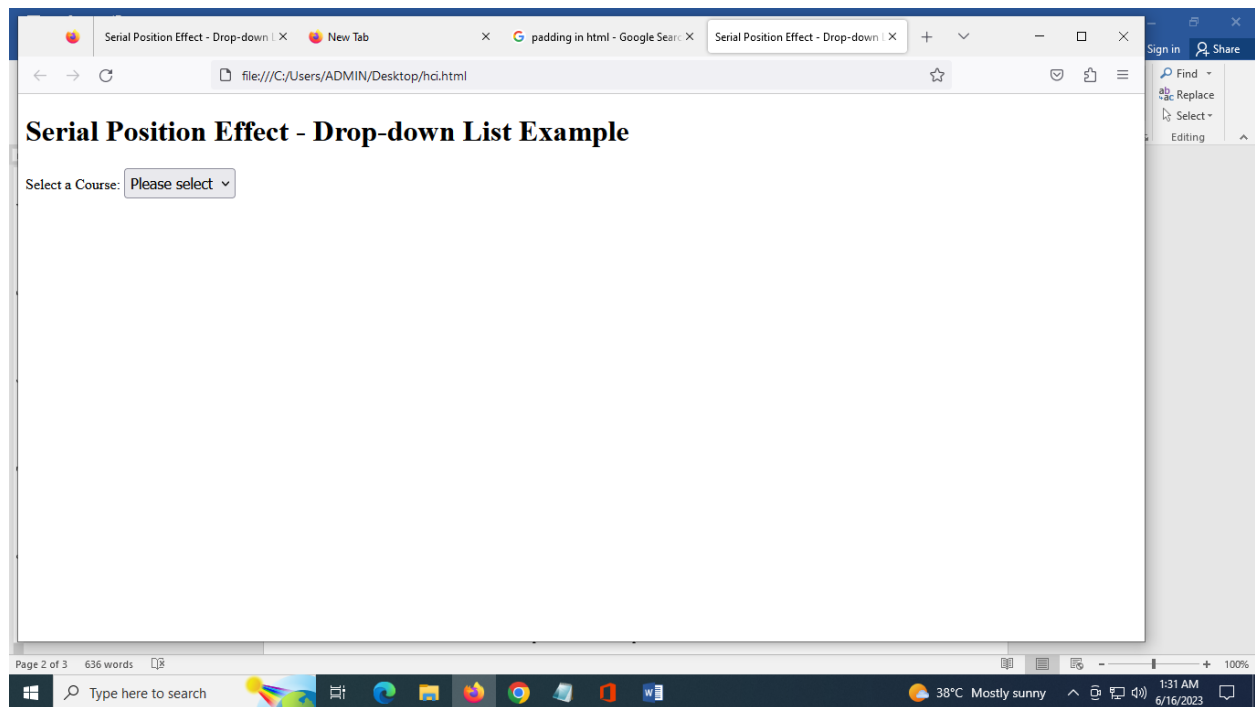 Serial Position Effect - Drop-down L
New Tab
padding in html - Google Searc
Serial Position Effect - Drop-down L
Sign in Share
file:///C:/Users/ADMIN/Desktop/hci.html
Find
Replace
Select
Editing
Serial Position Effect - Drop-down List Example
Select a Course: Please select
Page 2 of 3 636 words 100%
Type here to search
38°C Mostly sunny
1:31 AM
6/16/2023